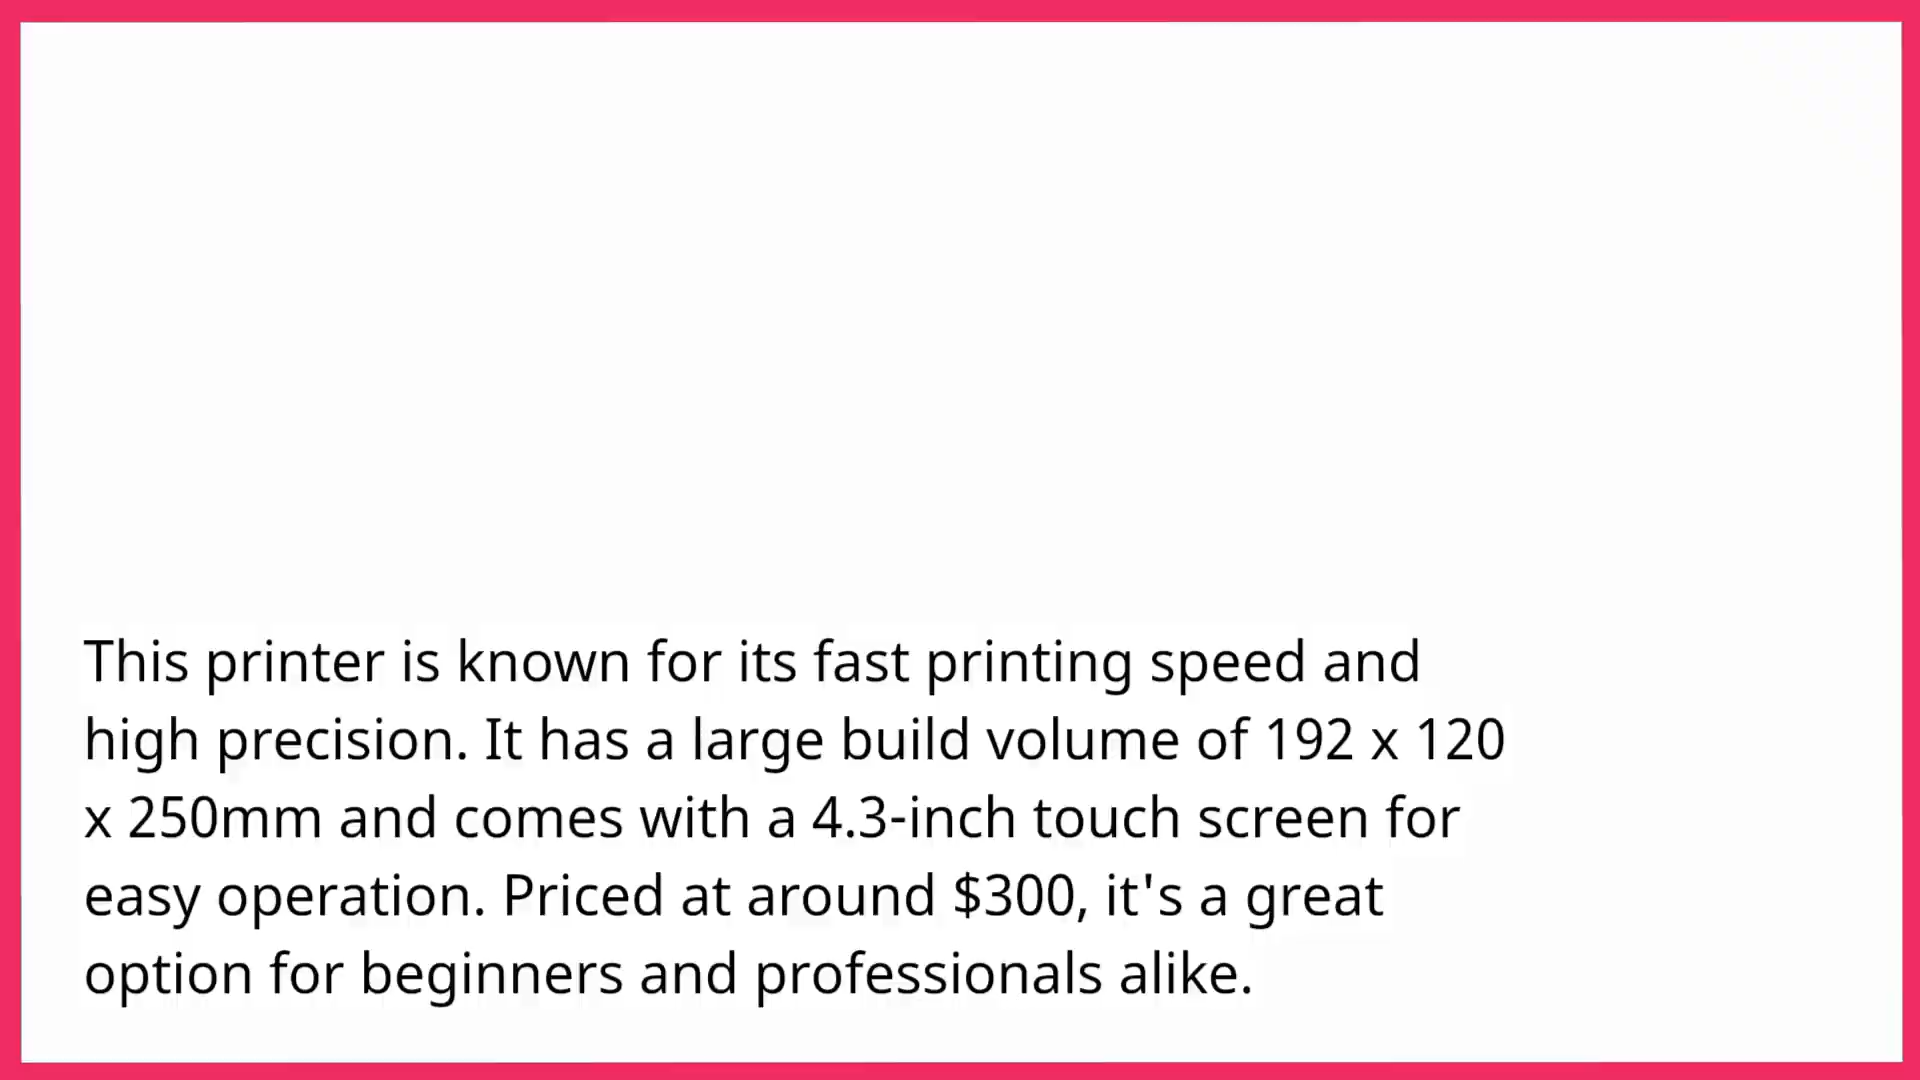 This printer is known for its fast printing speed and
high precision. It has a large build volume of 192 x 120
x 250mm and comes with a 4.3-inch touch screen for
easy operation. Priced at around $300, it's a great
option for beginners and professionals alike.